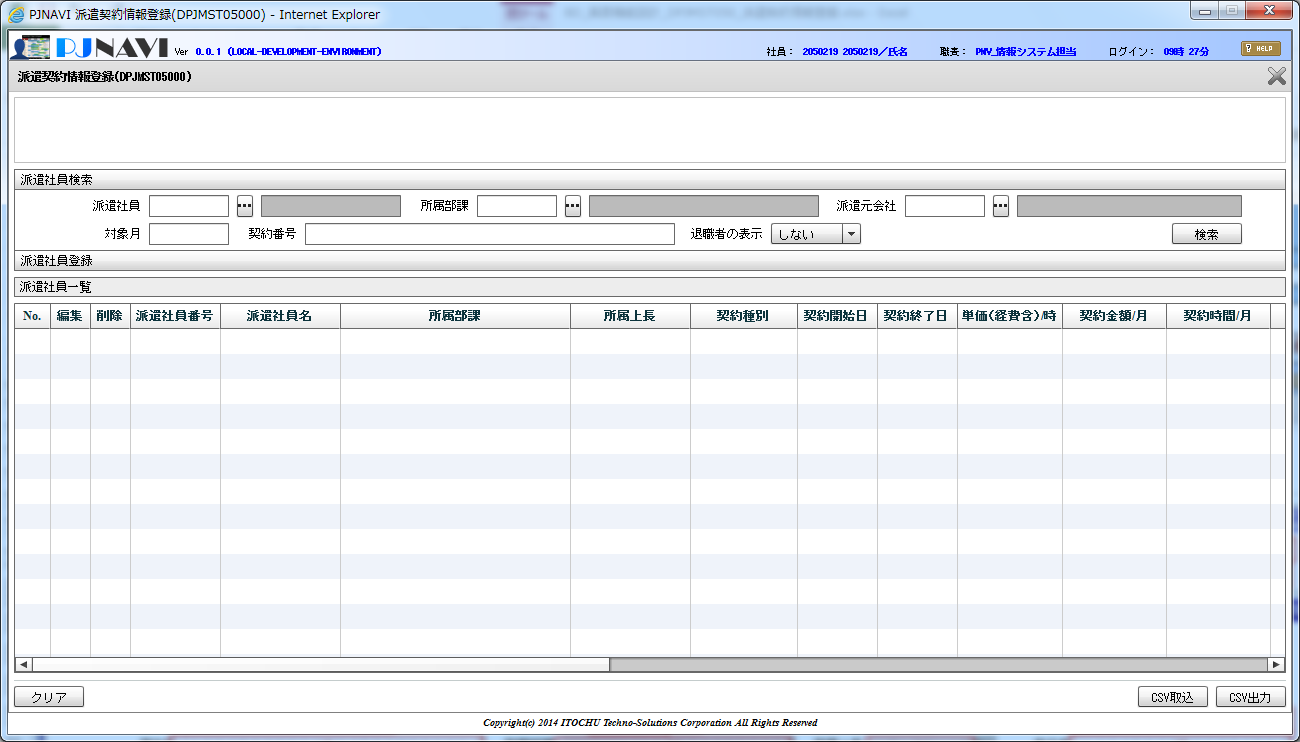 PJNAVI 派遣契約情報登録(DPJMST05000) - Internet Explorer
PJNAVI Ver 0.0.1 (LOCAL-DEVELOPMENT-ENVIRONMENT) 社員： 2050219 2050219／氏名 職責： PNV_情報システム担当 ログイン： 09時 27分 ? HELP
派遣契約情報登録(DPJMST05000)
派遣社員検索
派遣社員 ... 所属部課 ... 派遣元会社 ...
対象月 契約番号 退職者の表示 しない 検索
派遣社員登録
派遣社員一覧
No. 編集 削除 派遣社員番号 派遣社員名 所属部課 所属上長 契約種別 契約開始日 契約終了日 単価(経費含)/時 契約金額/月 契約時間/月
クリア CSV取込 CSV出力
Copyright(c) 2014 ITOCHU Techno-Solutions Corporation All Rights Reserved